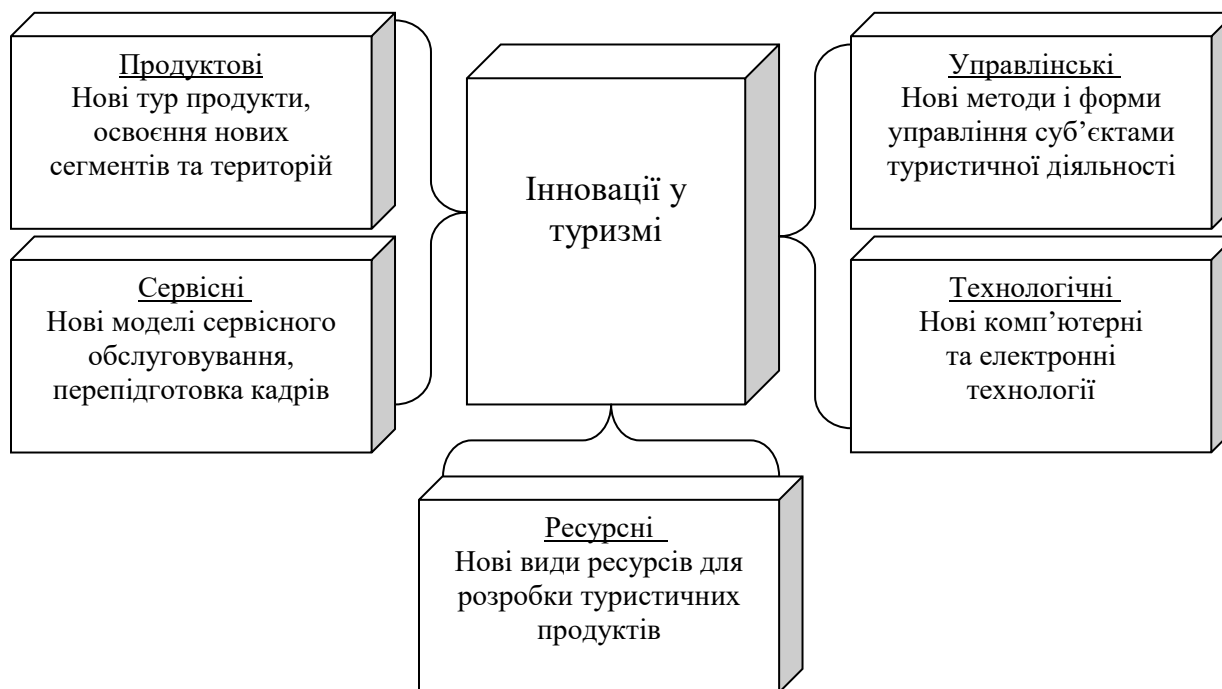 Продуктові
Нові тур продукти,
освоєння нових
сегментів та територій
Сервісні
Нові моделі сервісного
обслуговування,
перепідготовка кадрів
Інновації у
туризмі
Управлінські
Нові методи і форми
управління суб’єктами
туристичної діяльності
Технологічні
Нові комп’ютерні
та електронні
технології
Ресурсні
Нові види ресурсів для
розробки туристичних
продуктів